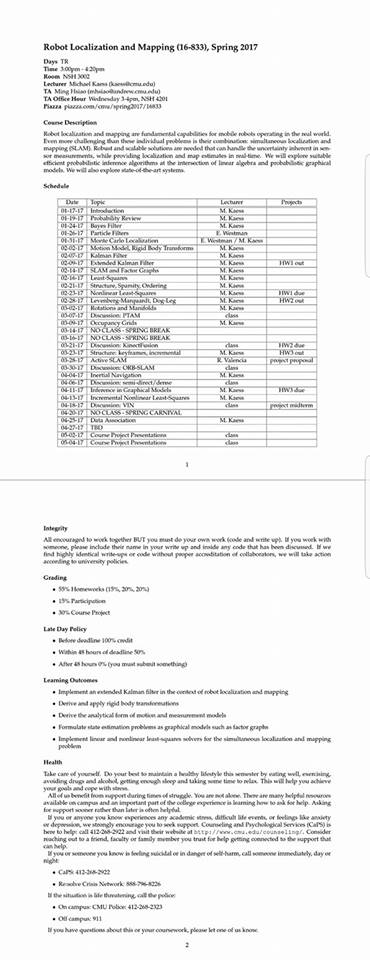 Robot Localization and Mapping (16-833), Spring 2017
Days TR
Time 3:00pm - 4:20pm
Room NSH 3002
Lecturer Michael Kaess (kaess@cmu.edu)
TA Ming Hsiao (mhsiao@andrew.cmu.edu)
TA Office Hour Wednesday 3-4pm, NSH 4201
Piazza piazza.com/cmu/spring2017/16833
Course Description
Robot localization and mapping are fundamental capabilities for mobile robots operating in the real world.
Even more challenging than these individual problems is their combination: simultaneous localization and
mapping (SLAM). Robust and scalable solutions are needed that can handle the uncertainty inherent in sen-
sor measurements, while providing localization and map estimates in real-time. We will explore suitable
efficient probabilistic inference algorithms at the intersection of linear algebra and probabilistic graphical
models. We will also explore state-of-the-art systems.
Schedule
Date Topic Lecturer Projects
01-17-17 Introduction M. Kaess
01-19-17 Probability Review M. Kaess
01-24-17 Bayes Filter M. Kaess
01-26-17 Particle Filters E. Westman
01-31-17 Monte Carlo Localization E. Westman / M. Kaess
02-02-17 Motion Model, Rigid Body Transforms M. Kaess
02-07-17 Kalman Filter M. Kaess
02-09-17 Extended Kalman Filter M. Kaess HW1 out
02-14-17 SLAM and Factor Graphs M. Kaess
02-16-17 Least-Squares M. Kaess
02-21-17 Structure, Sparsity, Ordering M. Kaess
02-23-17 Nonlinear Least-Squares M. Kaess HW1 due
02-28-17 Levenberg-Marquardt, Dog-Leg M. Kaess HW2 out
03-02-17 Rotations and Manifolds M. Kaess
03-07-17 Discussion: PTAM class
03-09-17 Occupancy Grids M. Kaess
03-14-17 NO CLASS - SPRING BREAK
03-16-17 NO CLASS - SPRING BREAK
03-21-17 Discussion: Kinectfusion class HW2 due
03-23-17 Structure: keyframes, incremental M. Kaess HW3 out
03-28-17 Active SLAM R. Valencia project proposal
03-30-17 Discussion: ORB-SLAM class
04-04-17 Inertial Navigation M. Kaess
04-06-17 Discussion: semi-direct/dense class
04-11-17 Inference in Graphical Models M. Kaess HW3 due
04-13-17 Incremental Nonlinear Least-Squares M. Kaess
04-18-17 Discussion: VIN class project midterm
04-20-17 NO CLASS - SPRING CARNIVAL
04-25-17 Data Association M. Kaess
04-27-17 TBD
05-02-17 Course Project Presentations class
05-04-17 Course Project Presentations class
1
Integrity
All encouraged to work together BUT you must do your own work (code and write up). If you work with
someone, please include their name in your write up and inside any code that has been discussed. If we
find highly identical write-ups or code without proper accreditation of collaborators, we will take action
according to university policies.
Grading
• 55% Homeworks (15%, 20%, 20%)
• 15% Participation
• 30% Course Project
Late Day Policy
• Before deadline 100% credit
• Within 48 hours of deadline 50%
• After 48 hours 0% (you must submit something)
Learning Outcomes
• Implement an extended Kalman filter in the context of robot localization and mapping
• Derive and apply rigid body transformations
• Derive the analytical form of motion and measurement models
• Formulate state estimation problems as graphical models such as factor graphs
• Implement linear and nonlinear least-squares solvers for the simultaneous localization and mapping
problem
Health
Take care of yourself. Do your best to maintain a healthy lifestyle this semester by eating well, exercising,
avoiding drugs and alcohol, getting enough sleep and taking some time to relax. This will help you achieve
your goals and cope with stress.
All of us benefit from support during times of struggle. You are not alone. There are many helpful resources
available on campus and an important part of the college experience is learning how to ask for help. Asking
for support sooner rather than later is often helpful.
If you or anyone you know experiences any academic stress, difficult life events, or feelings like anxiety
or depression, we strongly encourage you to seek support. Counseling and Psychological Services (CaPS) is
here to help: call 412-268-2922 and visit their website at http://www.cmu.edu/counseling/. Consider
reaching out to a friend, faculty or family member you trust for help getting connected to the support that
can help.
If you or someone you know is feeling suicidal or in danger of self-harm, call someone immediately, day or
night:
• CaPS: 412-268-2922
• Re:solve Crisis Network: 888-796-8226
If the situation is life threatening, call the police:
• On campus: CMU Police: 412-268-2323
• Off campus: 911
If you have questions about this or your coursework, please let one of us know.
2